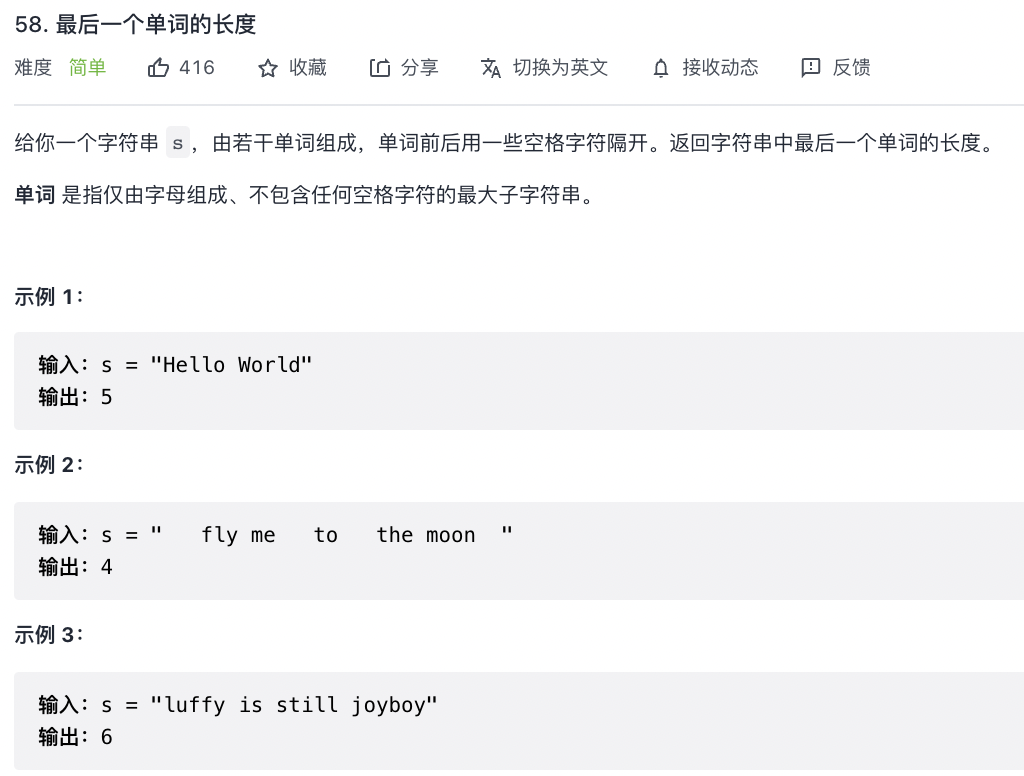 58. 最后一个单词的长度
难度 简单 416 收藏 分享 切换为英文 接收动态 反馈
给你一个字符串 s，由若干单词组成，单词前后用一些空格字符隔开。返回字符串中最后一个单词的长度。
单词 是指仅由字母组成、不包含任何空格字符的最大子字符串。
示例 1：
输入：s = "Hello World"
输出：5
示例 2：
输入：s = "   fly me   to   the moon  "
输出：4
示例 3：
输入：s = "luffy is still joyboy"
输出：6